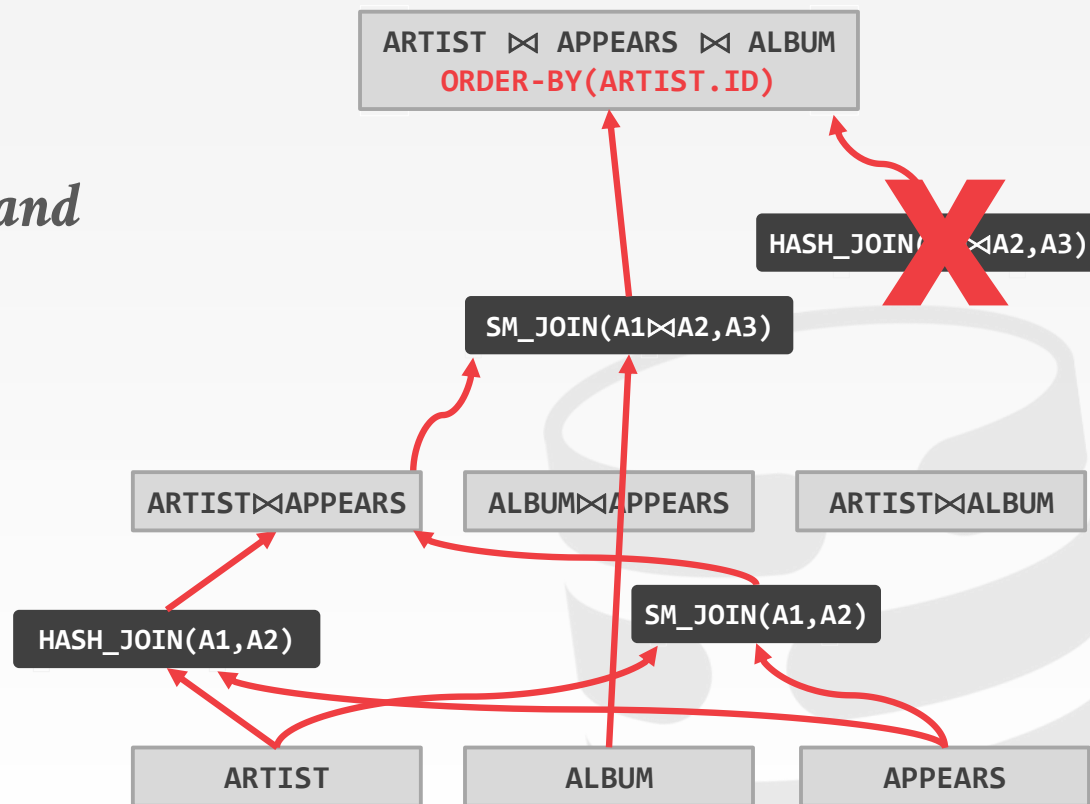 ARTIST ⋈ APPEARS ⋈ ALBUM
ORDER-BY(ARTIST.ID)
and
HASH_JOIN( ⋈A2,A3)
SM_JOIN(A1⋈A2,A3)
ARTIST⋈APPEARS
ALBUM⋈APPEARS
ARTIST⋈ALBUM
HASH_JOIN(A1,A2)
SM_JOIN(A1,A2)
ARTIST
ALBUM
APPEARS